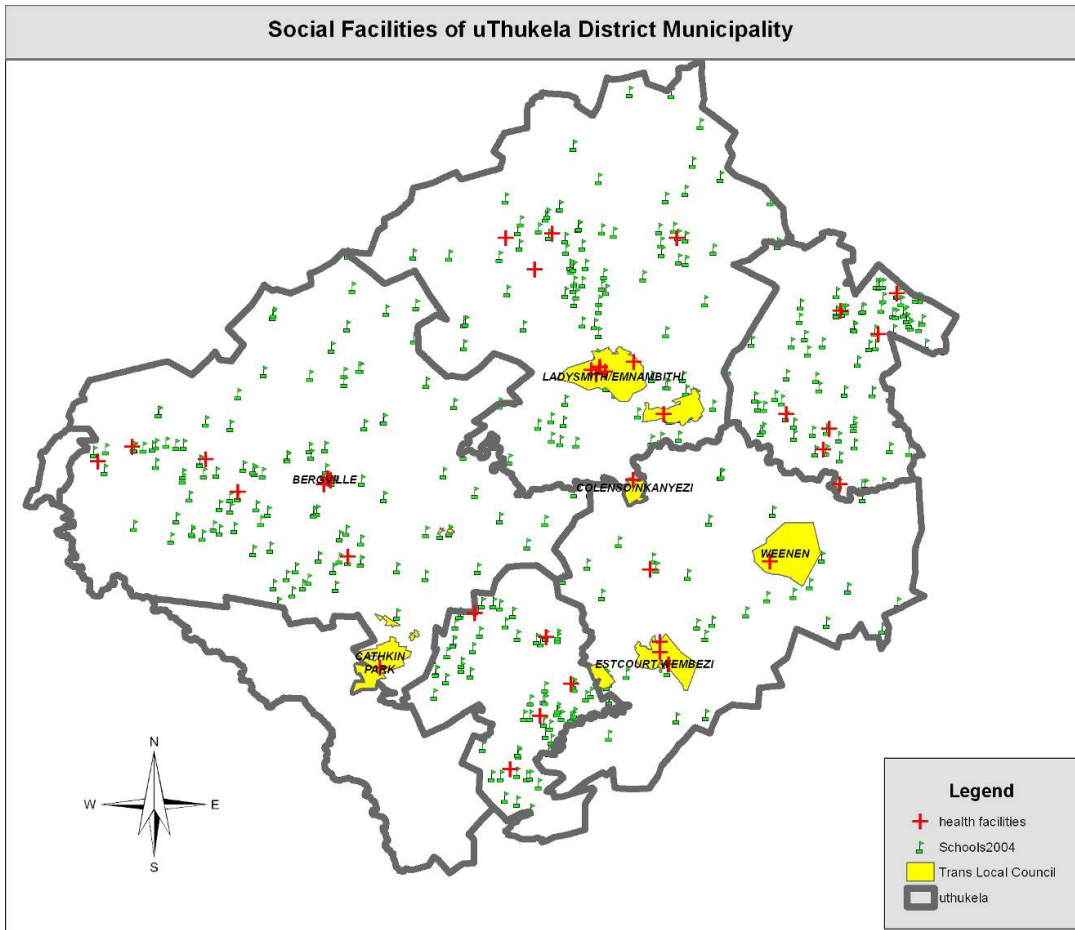 Social Facilities of uThukela District Municipality
LADYSMITH/EMNAMBITHI
BERGVILLE
COLENSO/NKANYEZI
WEENEN
CATHKIN
PARK
ESTCOURT/WEMBEZI
N
W
E
S
Legend
health facilities
Schools2004
Trans Local Council
uthukela